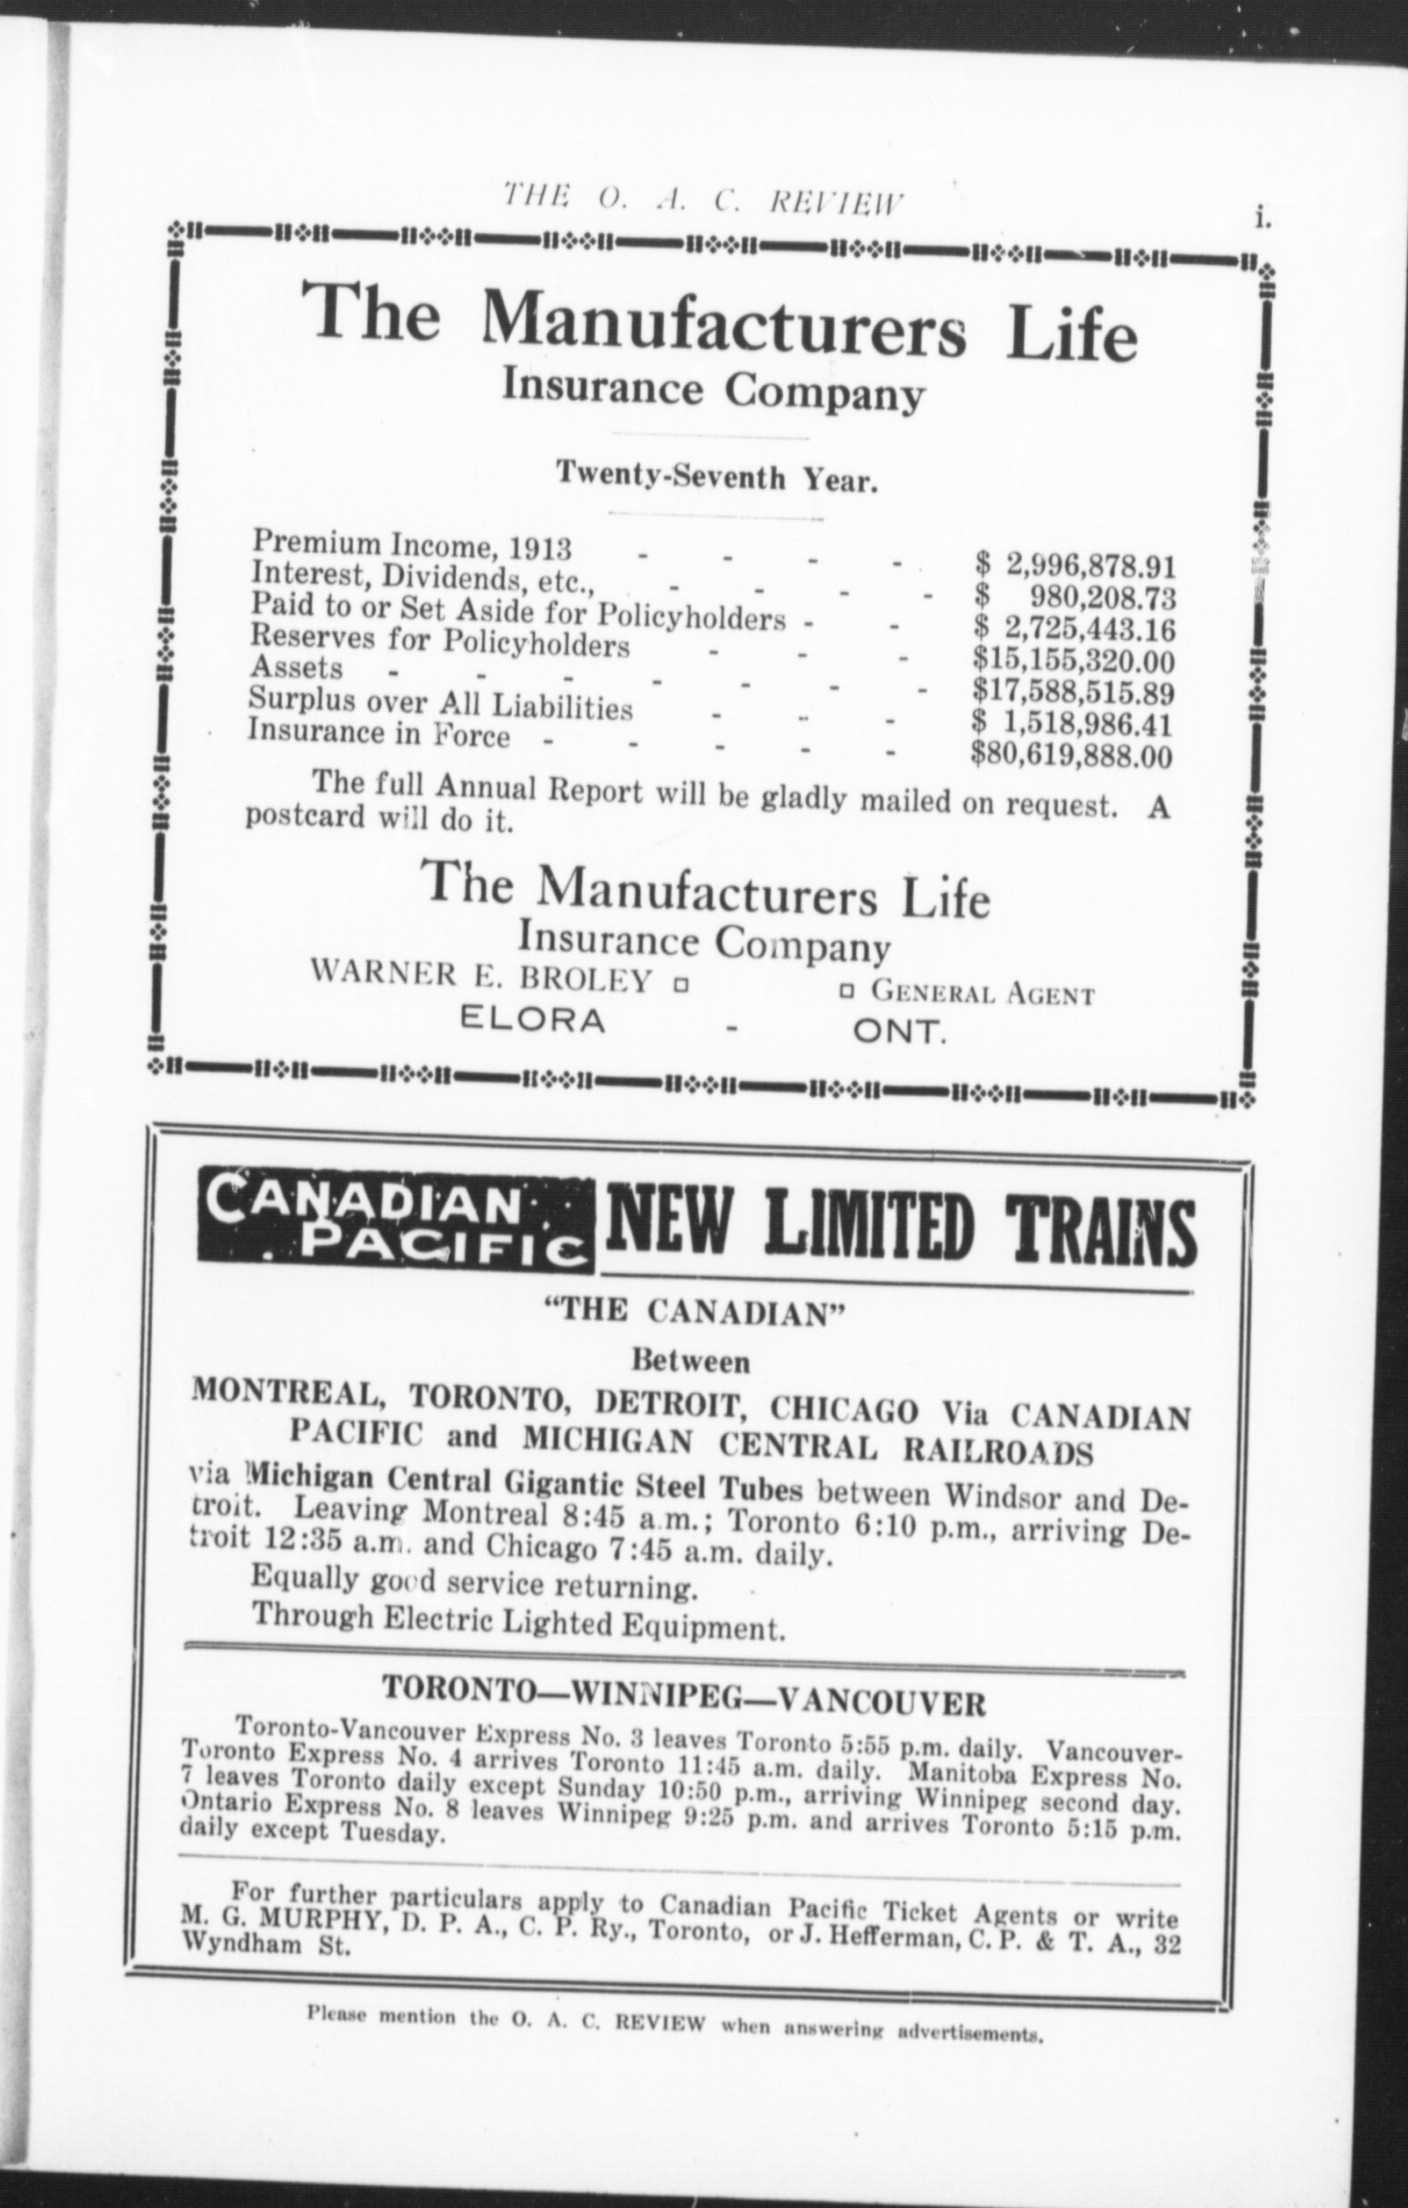 THE O. A. C. REVIEW
i.
The Manufacturers Life
Insurance Company
Twenty-Seventh Year.
Premium Income, 1913 - - - - $ 2,996,878.91
Interest, Dividends, etc., - - - - $ 980,208.73
Paid to or Set Aside for Policyholders - - $ 2,725,443.16
Reserves for Policyholders - - - $15,155,320.00
Assets - - - - - - - $17,588,515.89
Surplus over All Liabilities - - - $ 1,518,986.41
Insurance in Force - - - - - $80,619,888.00
The full Annual Report will be gladly mailed on request. A
postcard will do it.
The Manufacturers Life
Insurance Company
WARNER E. BROLEY GENERAL AGENT
ELORA - ONT.
CANADIAN
PACIFIC
NEW LIMITED TRAINS
“THE CANADIAN”
Between
MONTREAL, TORONTO, DETROIT, CHICAGO Via CANADIAN
PACIFIC and MICHIGAN CENTRAL RAILROADS
via Michigan Central Gigantic Steel Tubes between Windsor and De-
troit. Leaving Montreal 8:45 a.m.; Toronto 6:10 p.m., arriving De-
troit 12:35 a.m. and Chicago 7:45 a.m. daily.
Equally good service returning.
Through Electric Lighted Equipment.
TORONTO—WINNIPEG—VANCOUVER
Toronto-Vancouver Express No. 3 leaves Toronto 5:55 p.m. daily. Vancouver-
Toronto Express No. 4 arrives Toronto 11:45 a.m. daily. Manitoba Express No.
7 leaves Toronto daily except Sunday 10:50 p.m., arriving Winnipeg second day.
Ontario Express No. 8 leaves Winnipeg 9:25 p.m. and arrives Toronto 5:15 p.m.
daily except Tuesday.
For further particulars apply to Canadian Pacific Ticket Agents or write
M. G. MURPHY, D. P. A., C. P. Ry., Toronto, or J. Hefferman, C. P. & T. A., 32
Wyndham St.
Please mention the O. A. C. REVIEW when answering advertisements.